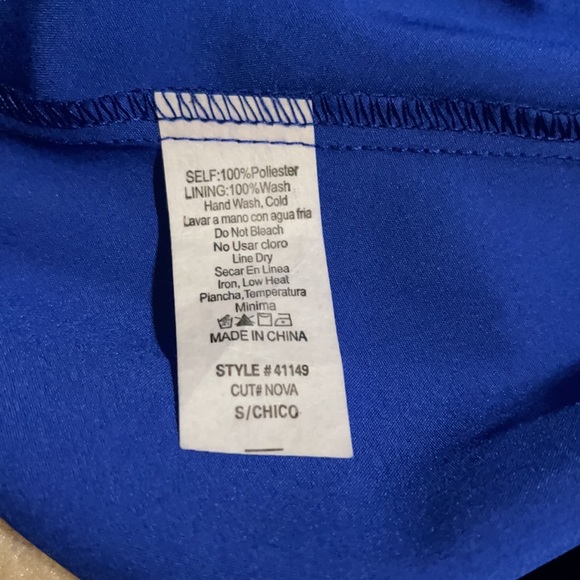 SELF:100%Poliester
LINING:100%Wash
Hand Wash, Cold
Lavar a mano con agua fria
Do Not Bleach
No Usar cloro
Line Dry
Secar En Linea
Iron, Low Heat
Piancha,Temperatura
Minima
MADE IN CHINA
STYLE # 41149
CUT# NOVA
S/CHICO